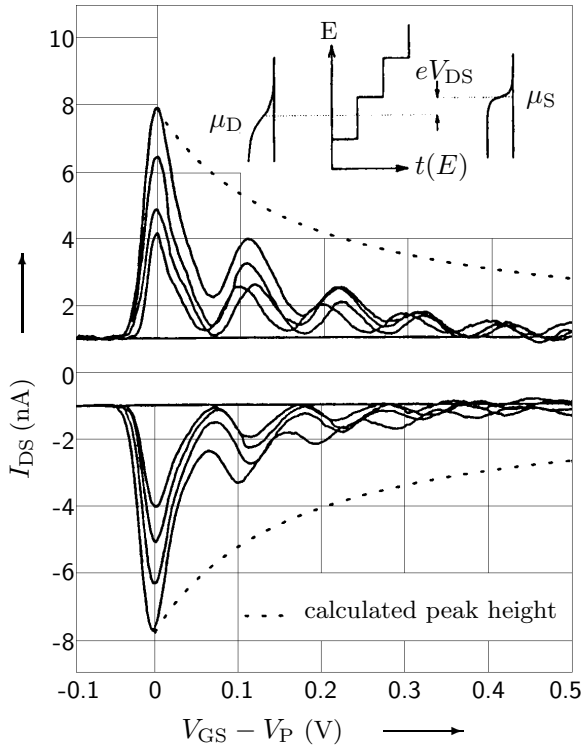 10
8
6
4
2
0
-2
-4
-6
-8
I_DS (nA)
E
eV_DS
μ_D
μ_S
t(E)
calculated peak height
-0.1 0 0.1 0.2 0.3 0.4 0.5
V_GS − V_P (V)